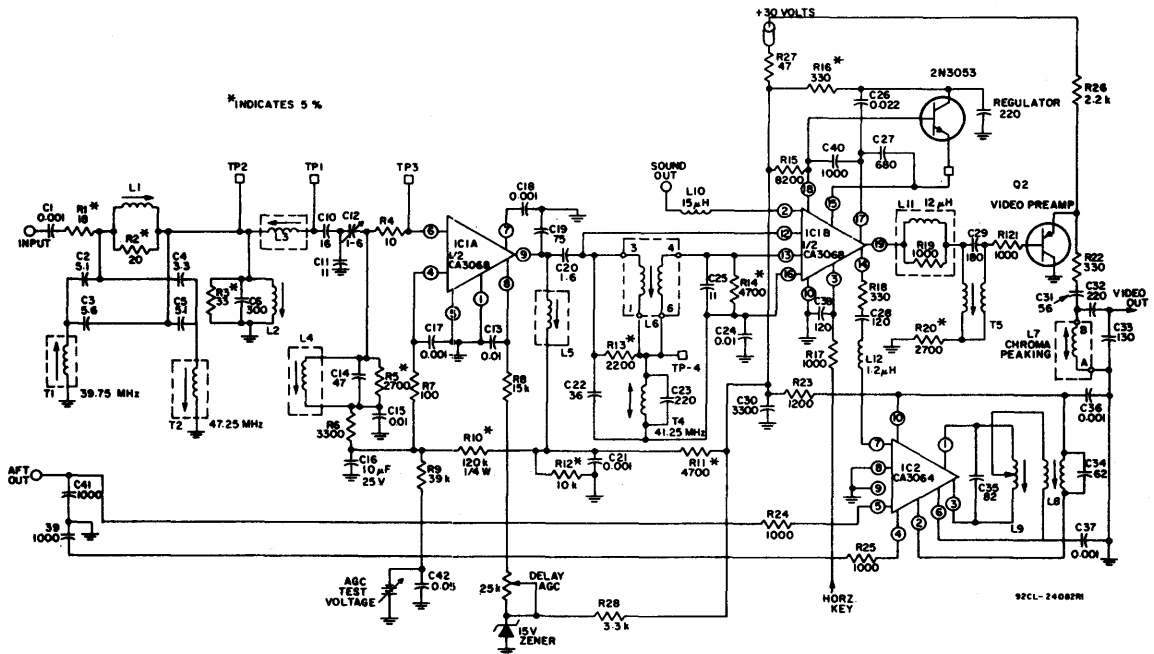 +30 VOLTS
R27
47
R16*
330
2N3053
C26
0.022
REGULATOR
220
R26
2.2 k
*INDICATES 5 %
C27
680
C40
1000
R15
8200
18
15
17
SOUND
OUT
L10
15μH
Q2
VIDEO PREAMP
TP2
TP1
TP3
L1
C1
0.001
R1*
18
INPUT
R2*
20
L3
C10
16
C12
1-6
C11
11
R4
10
6
IC1A
1/2
CA3068
4
5
1
7
8
9
C18
0.001
C19
75
C20
1.6
2
12
13
16
IC1B
1/2
CA3068
19
10
3
14
L11
12μH
R19
1000
C29
180
R121
1000
R22
330
C31
56
C32
220
VIDEO
OUT
C33
130
C2
5.1
C4
3.3
C3
5.6
C5
5.1
R3*
33
C6
300
L2
3
4
1
6
L6
C25
11
R14*
4700
C24
0.01
C38
120
R18
330
C28
120
L12
1.2μH
R17
1000
T5
R20*
2700
L7
CHROMA
PEAKING
B
A
T1
39.75 MHz
T2
47.25 MHz
L4
C14
47
R5
2700
C15
0.01
R6
3300
C17
0.001
C13
0.01
R7*
100
R8
15k
L5
R13*
2200
TP-4
C22
36
C23
220
T4
41.25 MHz
C30
3300
R23
1200
C36
0.001
C16
10 μF
25 V
R9
39k
R10*
120k
1/4 W
R12*
10 k
C21
0.001
R11*
4700
10
7
8
9
5
4
2
6
3
1
IC2
CA3064
C35
82
L9
L8
C34
62
C37
0.001
AFT
OUT
C41
1000
39
1000
R24
1000
R25
1000
AGC
TEST
VOLTAGE
C42
0.05
25k
DELAY
AGC
R28
3.3 k
15V
ZENER
HORZ
KEY
92CL-24082R1